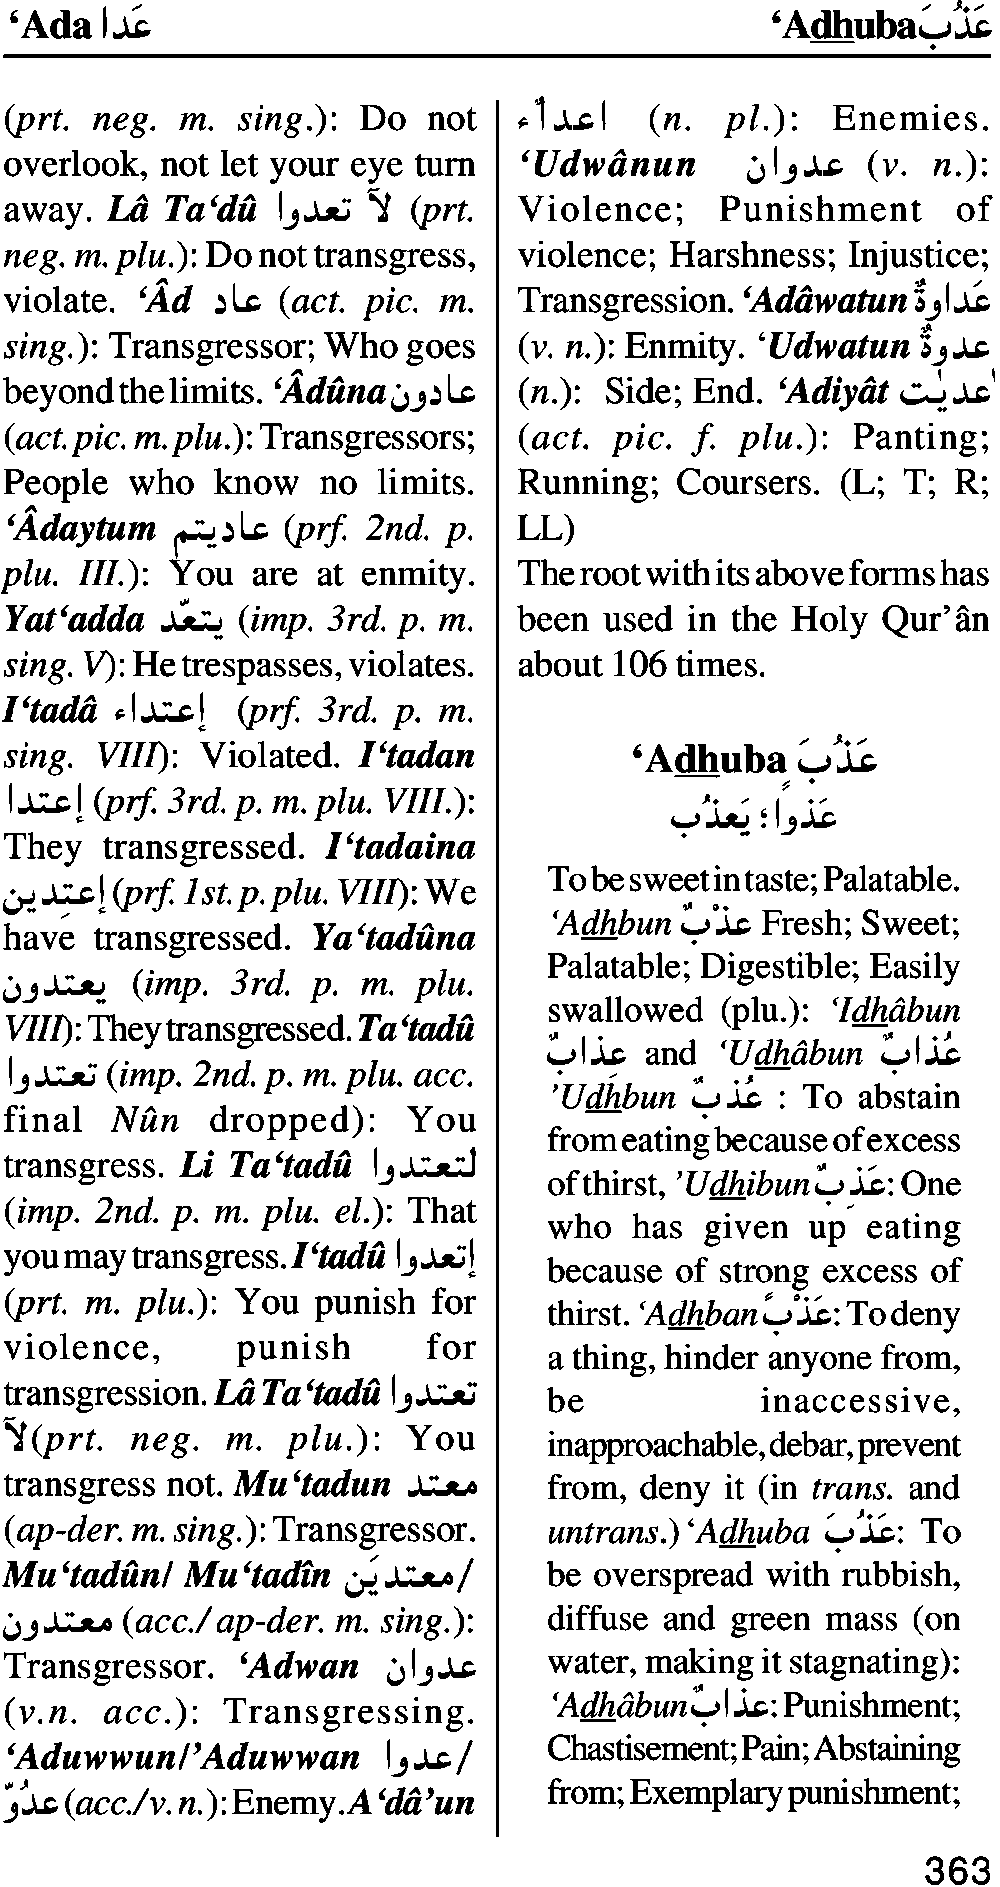 ‘Ada عَدا
‘Adhuba عَذُبَ
(prt. neg. m. sing.): Do not
overlook, not let your eye turn
away. Lâ Ta‘dû لآ تعدوا (prt.
neg. m. plu.): Do not transgress,
violate. ‘Âd عاد (act. pic. m.
sing.): Transgressor; Who goes
beyond the limits. ‘Âdûna عادون
(act. pic. m. plu.): Transgressors;
People who know no limits.
‘Âdaytum عاديتم (prf. 2nd. p.
plu. III.): You are at enmity.
Yat‘adda يتعّد (imp. 3rd. p. m.
sing. V): He trespasses, violates.
I‘tadâ إعتداء (prf. 3rd. p. m.
sing. VIII): Violated. I‘tadan
إعتدا (prf. 3rd. p. m. plu. VIII.):
They transgressed. I‘tadaina
إعتدين (prf. 1st. p. plu. VIII): We
have transgressed. Ya‘tadûna
يعتدون (imp. 3rd. p. m. plu.
VIII): They transgressed. Ta‘tadû
تعتدوا (imp. 2nd. p. m. plu. acc.
final Nûn dropped): You
transgress. Li Ta‘tadû لتعتدوا
(imp. 2nd. p. m. plu. el.): That
you may transgress. I‘tadû إتعدوا
(prt. m. plu.): You punish for
violence, punish for
transgression. Lâ Ta‘tadû تعتدوا
لآ (prt. neg. m. plu.): You
transgress not. Mu‘tadun معتد
(ap-der. m. sing.): Transgressor.
Mu‘tadûn/ Mu‘tadîn معتديَن/
معتدون (acc./ ap-der. m. sing.):
Transgressor. ‘Adwan عدوان
(v.n. acc.): Transgressing.
‘Aduwwun/’Aduwwan عدوا/
عدُوّ (acc./v. n.): Enemy. A‘dâ’un
اعدآء (n. pl.): Enemies.
‘Udwânun عدوان (v. n.):
Violence; Punishment of
violence; Harshness; Injustice;
Transgression. ‘Adâwatun عَداوةٌ
(v. n.): Enmity. ‘Udwatun عدوةٌ
(n.): Side; End. ‘Adiyât عٰديٰت
(act. pic. f. plu.): Panting;
Running; Coursers. (L; T; R;
LL)
The root with its above forms has
been used in the Holy Qur’ân
about 106 times.
‘Adhuba عَذُبَ
عَذواً ؛ يَعذُب
To be sweet in taste; Palatable.
‘Adhbun عذْبٌ Fresh; Sweet;
Palatable; Digestible; Easily
swallowed (plu.): ‘Idhâbun
عِذابٌ and ‘Udhâbun عُذابٌ
’Udhbun عُذبٌ : To abstain
from eating because of excess
of thirst, ’Udhibun عَذِبٌ: One
who has given up eating
because of strong excess of
thirst. ‘Adhban عَذْبً: To deny
a thing, hinder anyone from,
be inaccessive,
inapproachable, debar, prevent
from, deny it (in trans. and
untrans.) ‘Adhuba عَذُبَ: To
be overspread with rubbish,
diffuse and green mass (on
water, making it stagnating):
‘Adhâbun عذابٌ: Punishment;
Chastisement; Pain; Abstaining
from; Exemplary punishment;
363